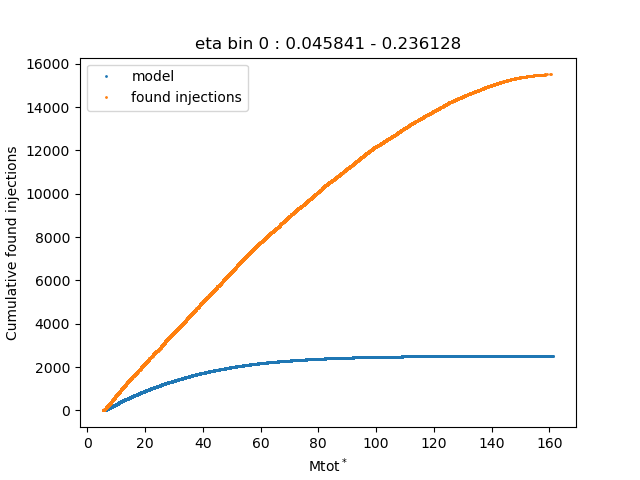 eta bin 0 : 0.045841 - 0.236128
model
found injections
Cumulative found injections
16000
14000
12000
10000
8000
6000
4000
2000
0
0 20 40 60 80 100 120 140 160
Mtot*